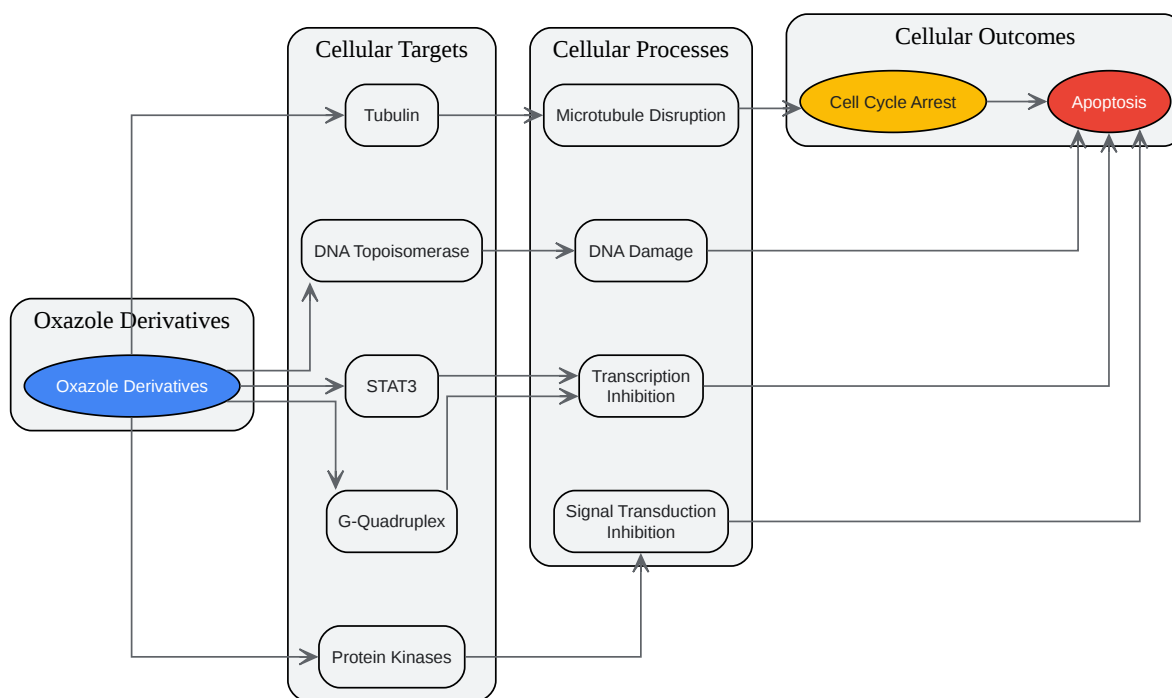 Cellular Targets
Cellular Processes
Cellular Outcomes
Tubulin
Microtubule Disruption
Cell Cycle Arrest
Apoptosis
DNA Topoisomerase
DNA Damage
Oxazole Derivatives
Oxazole Derivatives
STAT3
Transcription
Inhibition
G-Quadruplex
Signal Transduction
Inhibition
Protein Kinases